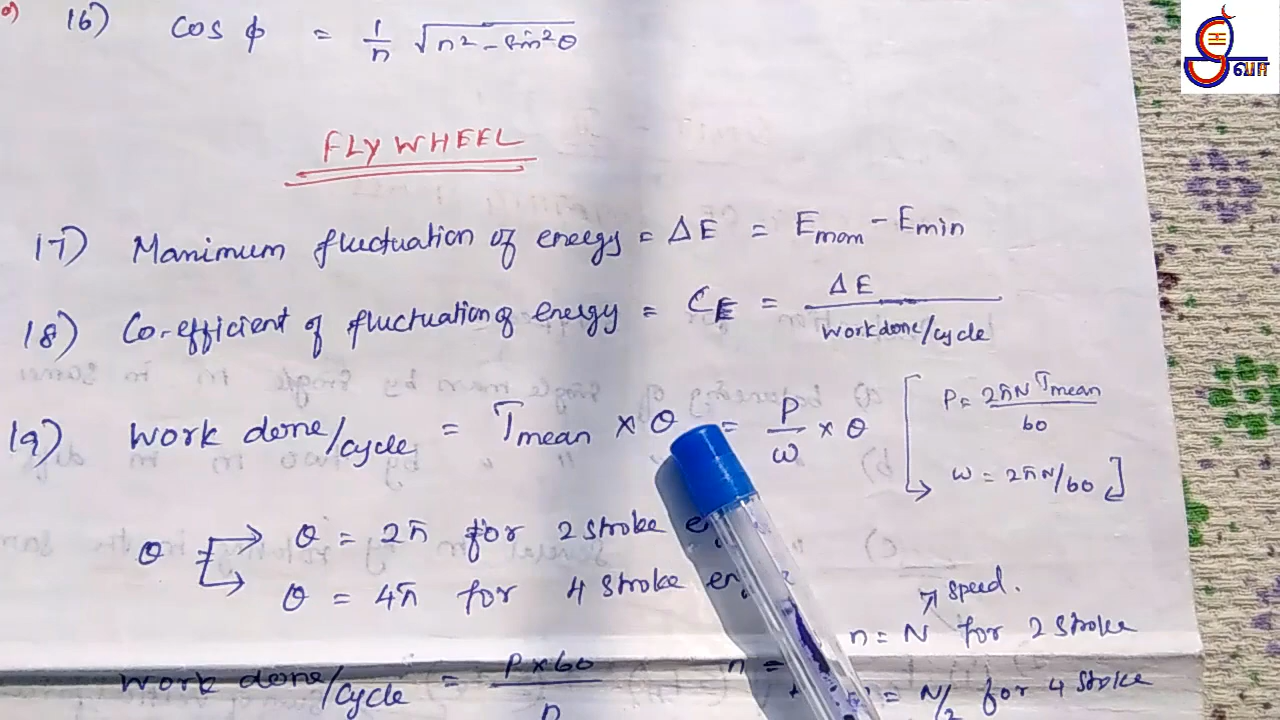 16) cos φ = 1/n √n² - sin²θ
FLYWHEEL
17) Maximum fluctuation of energy = ΔE = Emax - Emin
18) Co-efficient of fluctuation of energy = CE = ΔE / workdone/cycle
19) Work done/cycle = Tmean × θ = P/ω × θ [ P = 2πN Tmean / 60
ω = 2πN/60 ]
θ θ = 2π for 2 stroke
θ = 4π for 4 stroke
↗ speed.
n = N for 2 stroke
Work done/cycle = P×60 / n n = = N/2 for 4 stroke
வா